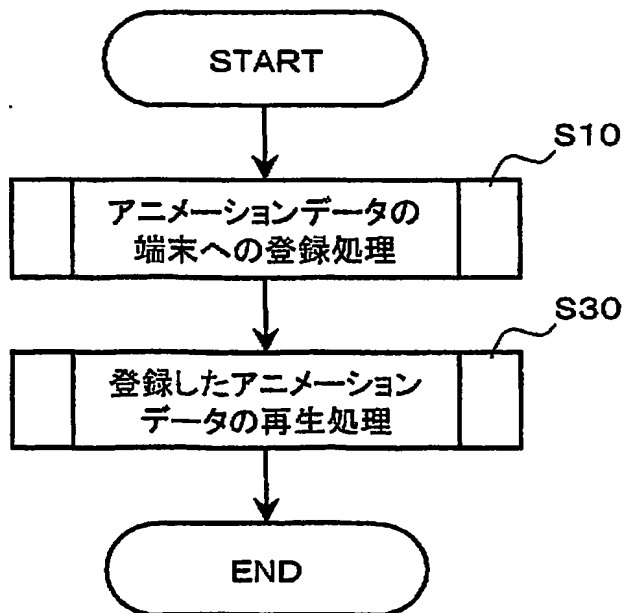 START
S10
アニメーションデータの
端末への登録処理
S30
登録したアニメーション
データの再生処理
END